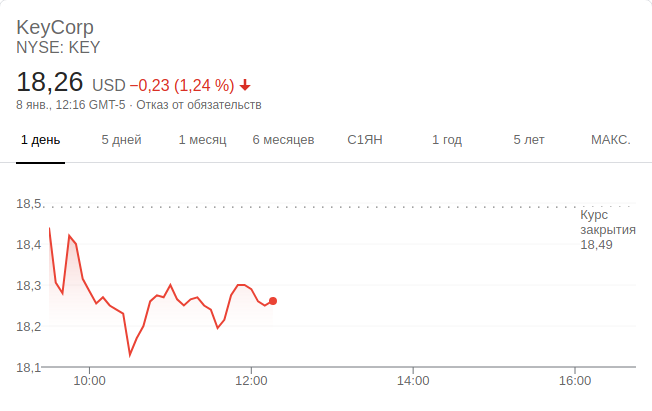 KeyCorp
NYSE: KEY
18,26 USD −0,23 (1,24 %)
8 янв., 12:16 GMT-5 · Отказ от обязательств
1 день 5 дней 1 месяц 6 месяцев С1ЯН 1 год 5 лет МАКС.
18,5
Курс
закрытия
18,49
18,4
18,3
18,2
18,1
10:00 12:00 14:00 16:00